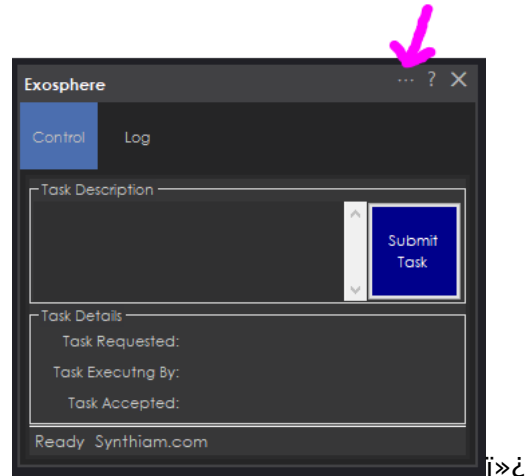 Exosphere ... ? X
Control Log
Task Description
Submit
Task
Task Details
Task Requested:
Task Executng By:
Task Accepted:
Ready Synthiam.com
ï»¿